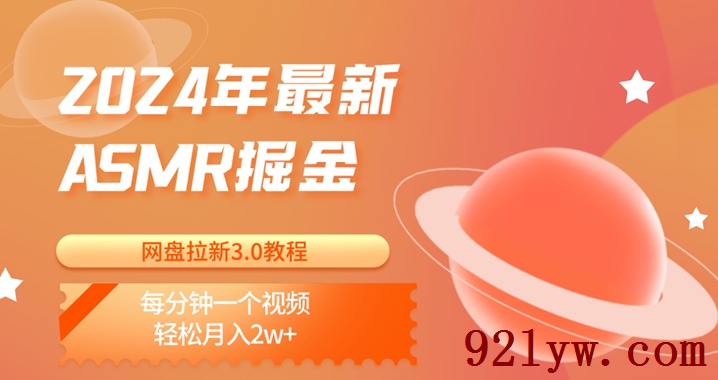 2024年最新
ASMR掘金
网盘拉新3.0教程
每分钟一个视频
轻松月入2w+
921yw.com